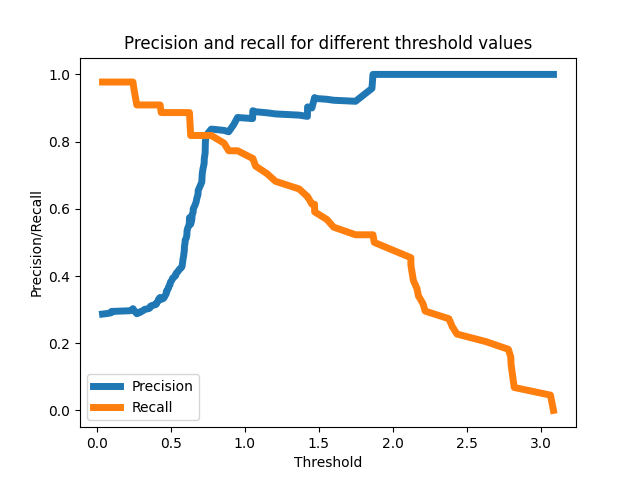 Precision and recall for different threshold values
1.0
0.8
0.6
0.4
0.2
0.0
Precision/Recall
Precision
Recall
0.0 0.5 1.0 1.5 2.0 2.5 3.0
Threshold